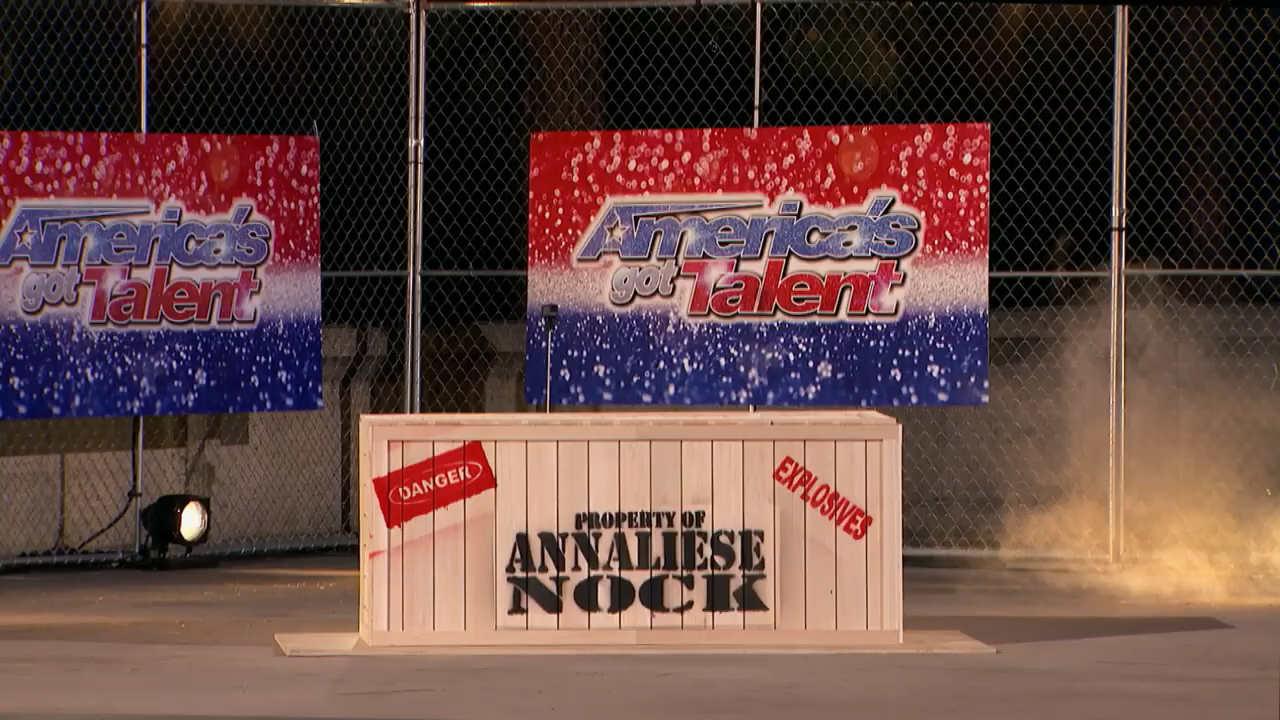 America's
got Talent
America's
got Talent
DANGER
EXPLOSIVES
PROPERTY OF
ANNALIESE
NOCK